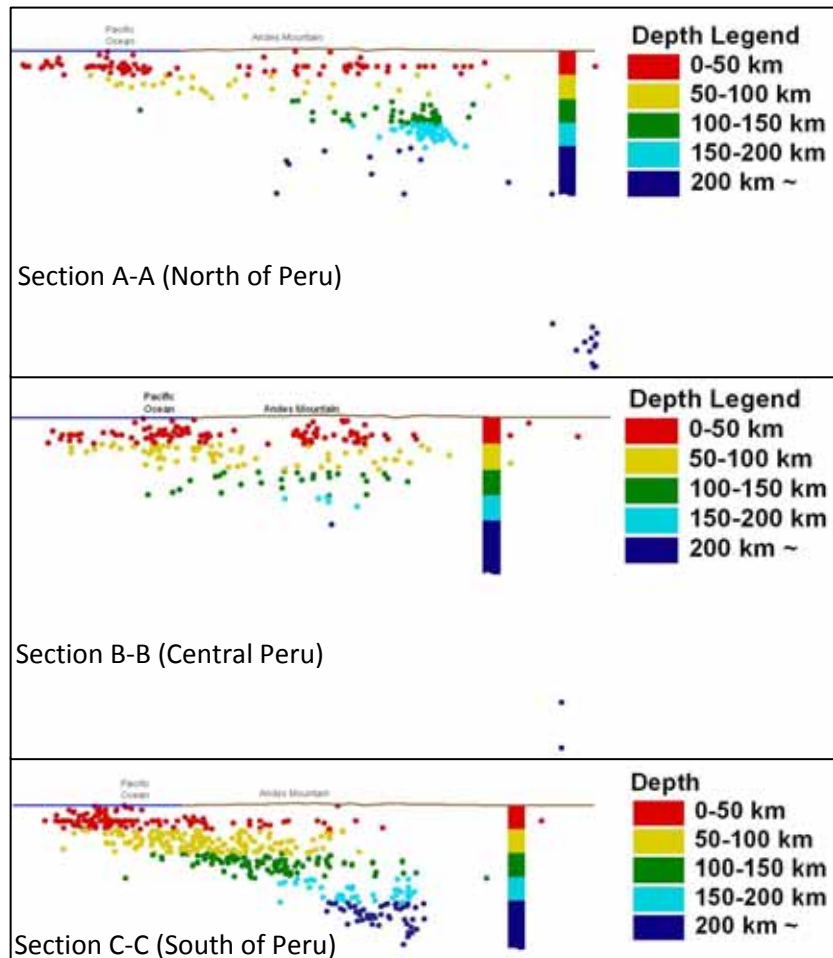 Pacific
Ocean
Andes Mountain
Depth Legend
0-50 km
50-100 km
100-150 km
150-200 km
200 km ~
Section A-A (North of Peru)
Pacific
Ocean
Andes Mountain
Depth Legend
0-50 km
50-100 km
100-150 km
150-200 km
200 km ~
Section B-B (Central Peru)
Pacific
Ocean
Andes Mountain
Depth
0-50 km
50-100 km
100-150 km
150-200 km
200 km ~
Section C-C (South of Peru)